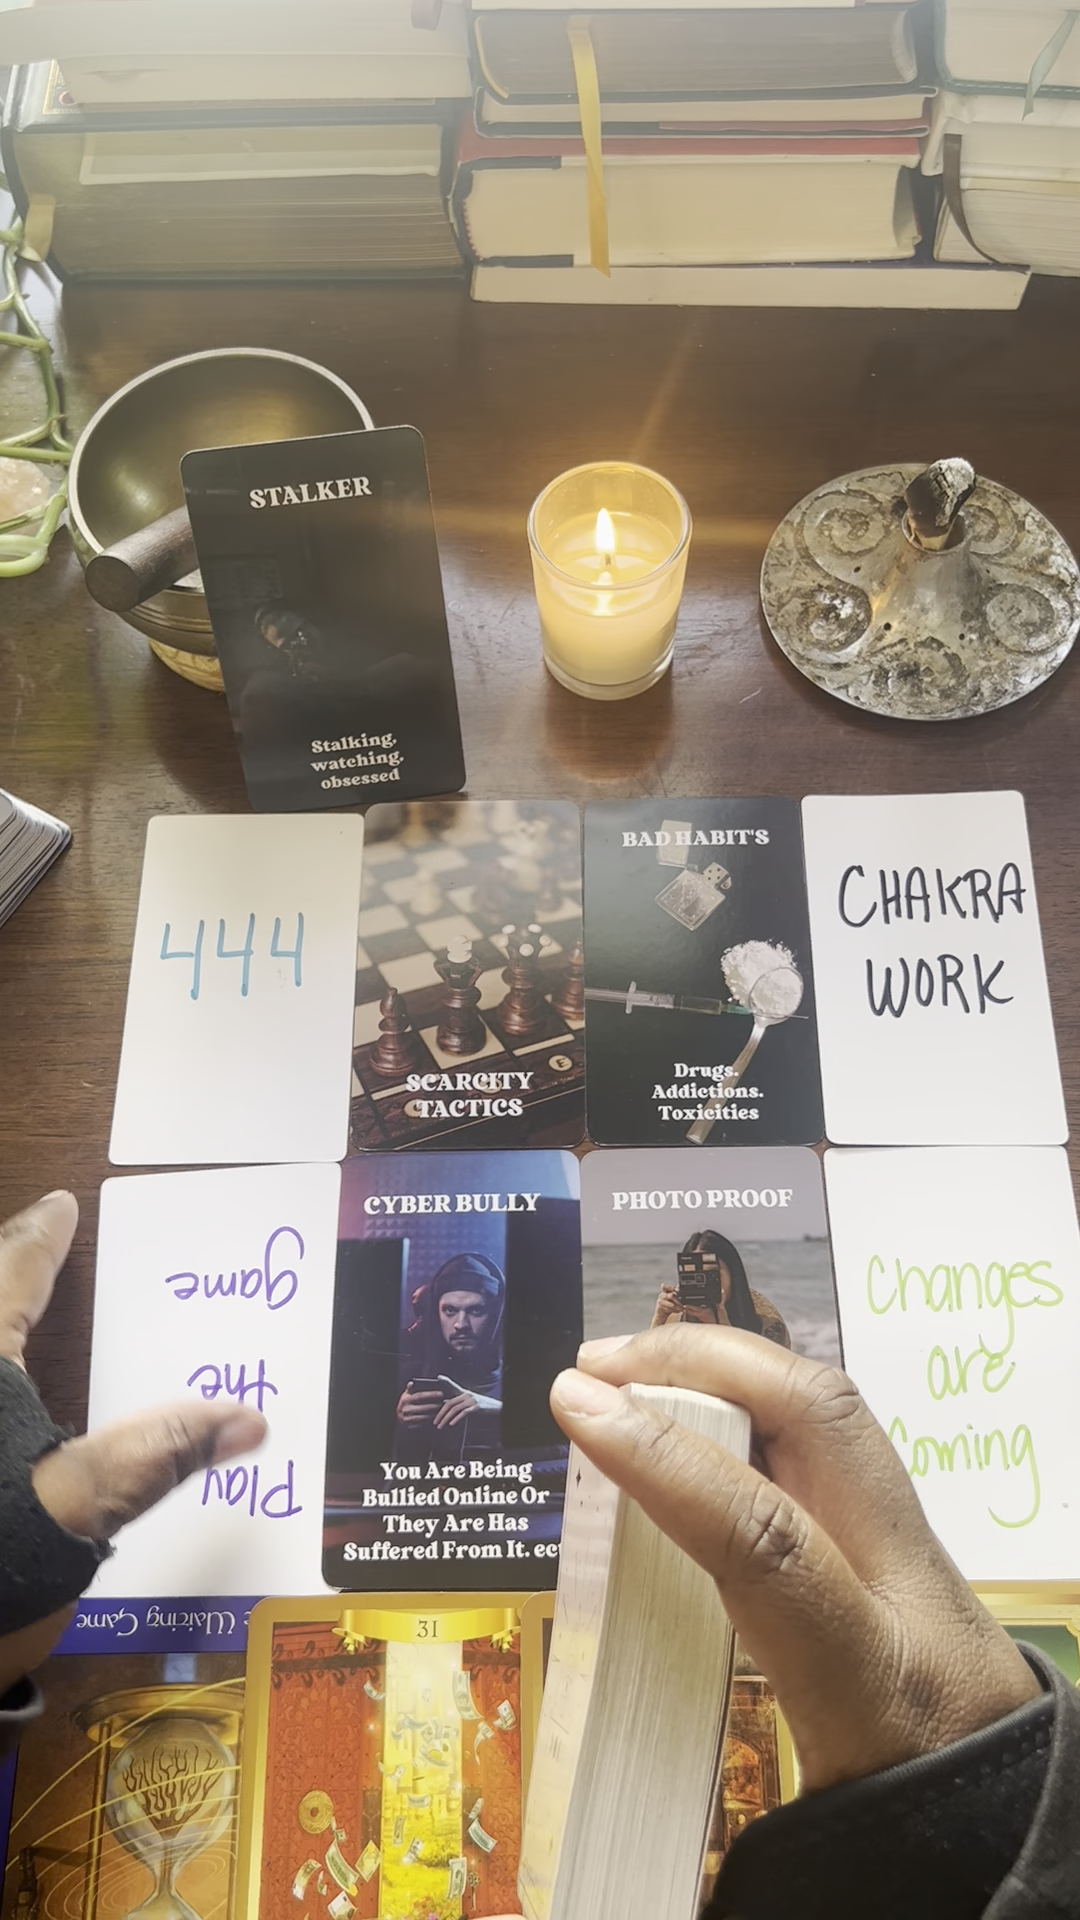 STALKER
Stalking,
watching,
obsessed
444
SCARCITY
TACTICS
BAD HABIT'S
Drugs.
Addictions.
Toxicities
CHAKRA
WORK
Play
the
game
CYBER BULLY
You Are Being
Bullied Online Or
They Are Has
Suffered From It. ect
PHOTO PROOF
Changes
are
Coming
Waiting Game
31